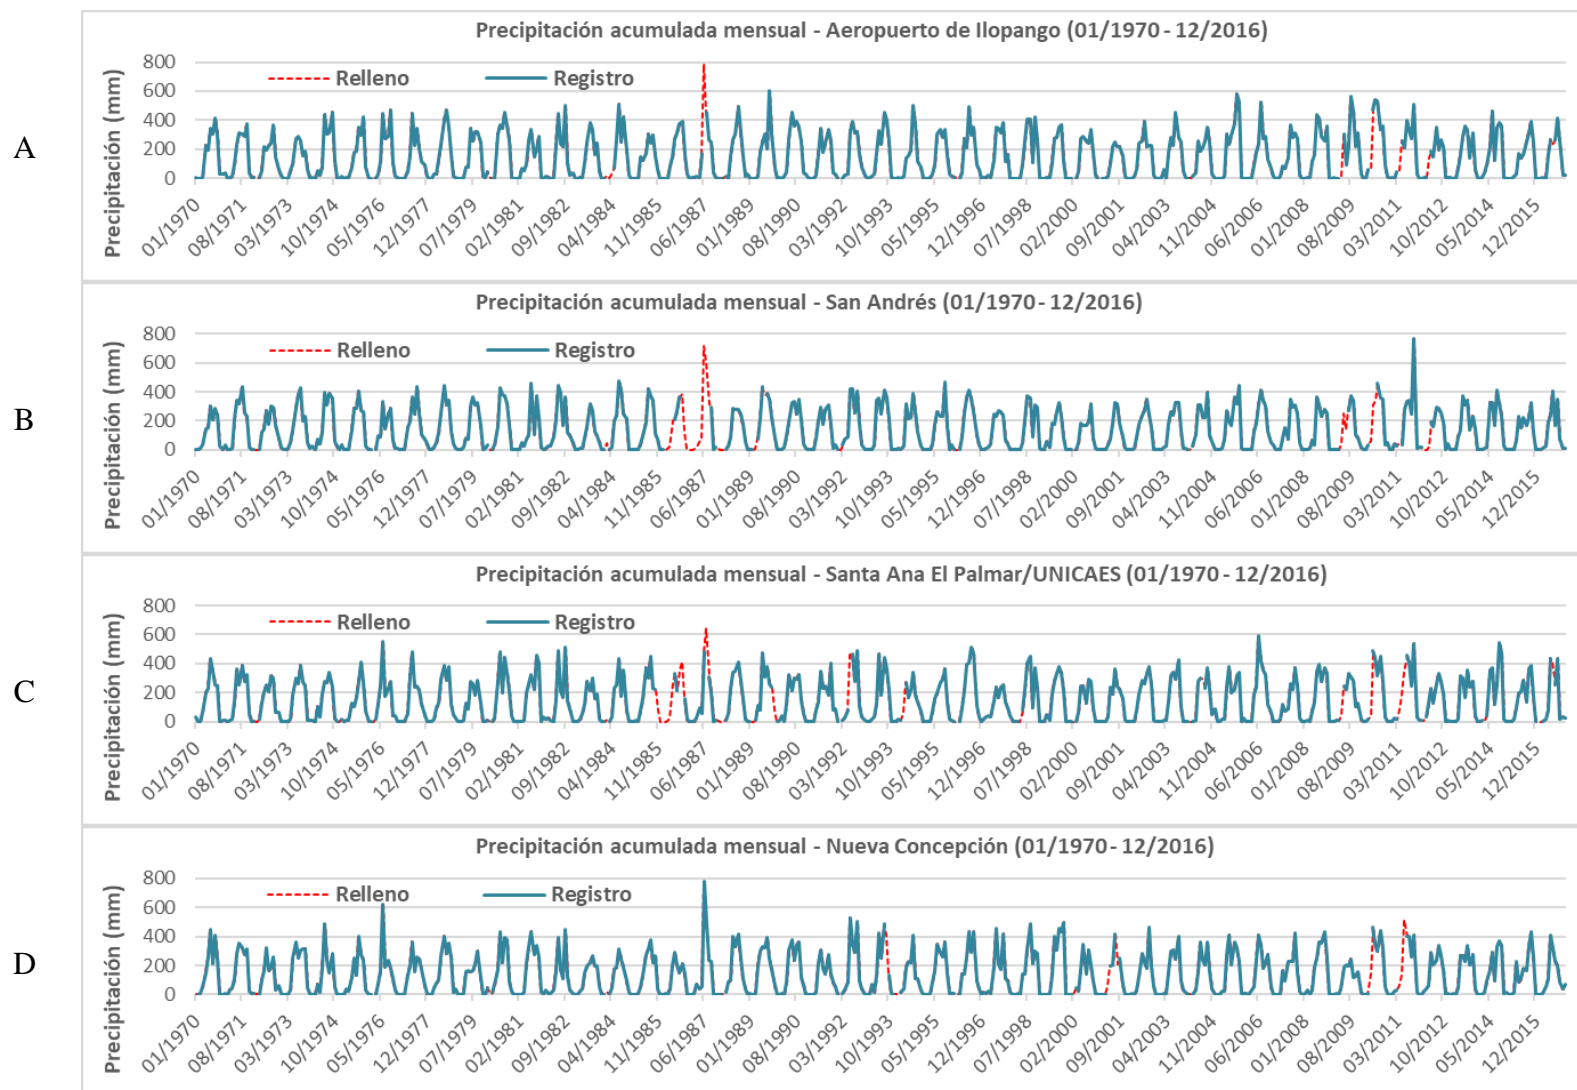 A
Precipitación acumulada mensual - Aeropuerto de Ilopango (01/1970 - 12/2016)
Precipitación (mm)
800
600
400
200
0
Relleno
Registro
01/1970 08/1971 03/1973 10/1974 05/1976 12/1977 07/1979 02/1981 09/1982 04/1984 11/1985 06/1987 01/1989 08/1990 03/1992 10/1993 05/1995 12/1996 07/1998 02/2000 09/2001 04/2003 11/2004 06/2006 01/2008 08/2009 03/2011 10/2012 05/2014 12/2015
B
Precipitación acumulada mensual - San Andrés (01/1970 - 12/2016)
Precipitación (mm)
800
600
400
200
0
Relleno
Registro
01/1970 08/1971 03/1973 10/1974 05/1976 12/1977 07/1979 02/1981 09/1982 04/1984 11/1985 06/1987 01/1989 08/1990 03/1992 10/1993 05/1995 12/1996 07/1998 02/2000 09/2001 04/2003 11/2004 06/2006 01/2008 08/2009 03/2011 10/2012 05/2014 12/2015
C
Precipitación acumulada mensual - Santa Ana El Palmar/UNICAES (01/1970 - 12/2016)
Precipitación (mm)
800
600
400
200
0
Relleno
Registro
01/1970 08/1971 03/1973 10/1974 05/1976 12/1977 07/1979 02/1981 09/1982 04/1984 11/1985 06/1987 01/1989 08/1990 03/1992 10/1993 05/1995 12/1996 07/1998 02/2000 09/2001 04/2003 11/2004 06/2006 01/2008 08/2009 03/2011 10/2012 05/2014 12/2015
D
Precipitación acumulada mensual - Nueva Concepción (01/1970 - 12/2016)
Precipitación (mm)
800
600
400
200
0
Relleno
Registro
01/1970 08/1971 03/1973 10/1974 05/1976 12/1977 07/1979 02/1981 09/1982 04/1984 11/1985 06/1987 01/1989 08/1990 03/1992 10/1993 05/1995 12/1996 07/1998 02/2000 09/2001 04/2003 11/2004 06/2006 01/2008 08/2009 03/2011 10/2012 05/2014 12/2015